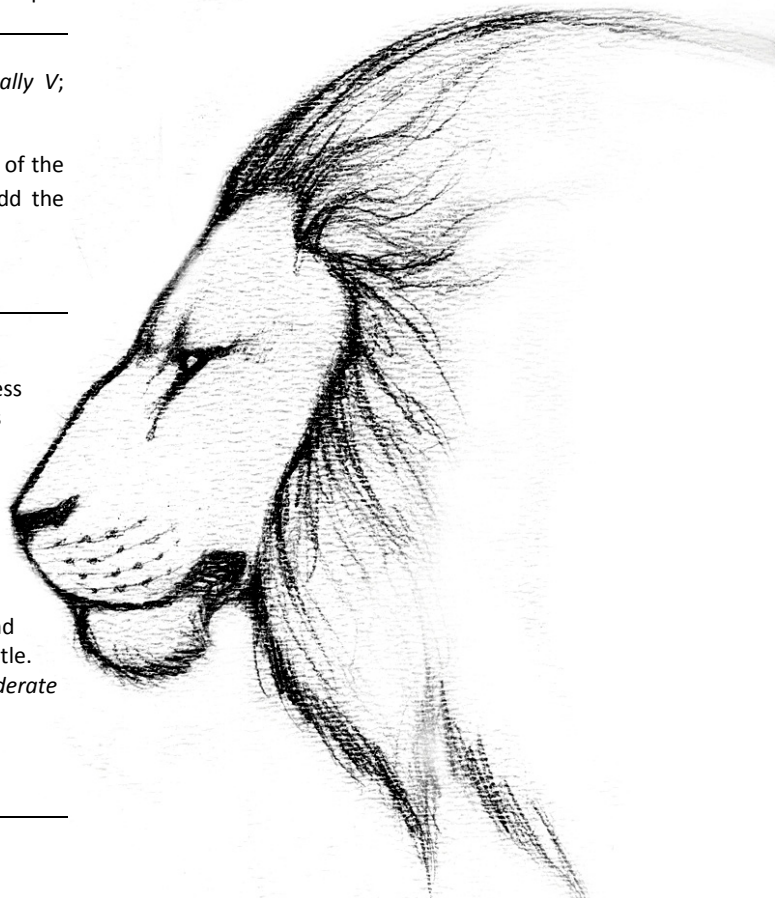 ally V;
of the
dd the
ess
nd
tle.
derate